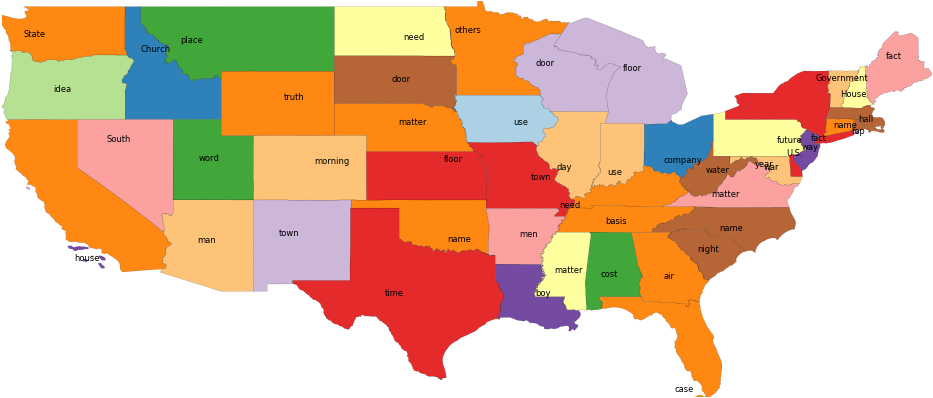 State
others
need
place
Church
fact
door
floor
door
Government
idea
House
truth
hall
matter
use
name
top
South
fact
future
way
U.S.
word
morning
floor
company
year
war
day
water
use
town
matter
need
basis
name
town
men
man
name
night
house
matter
cost
air
time
boy
case